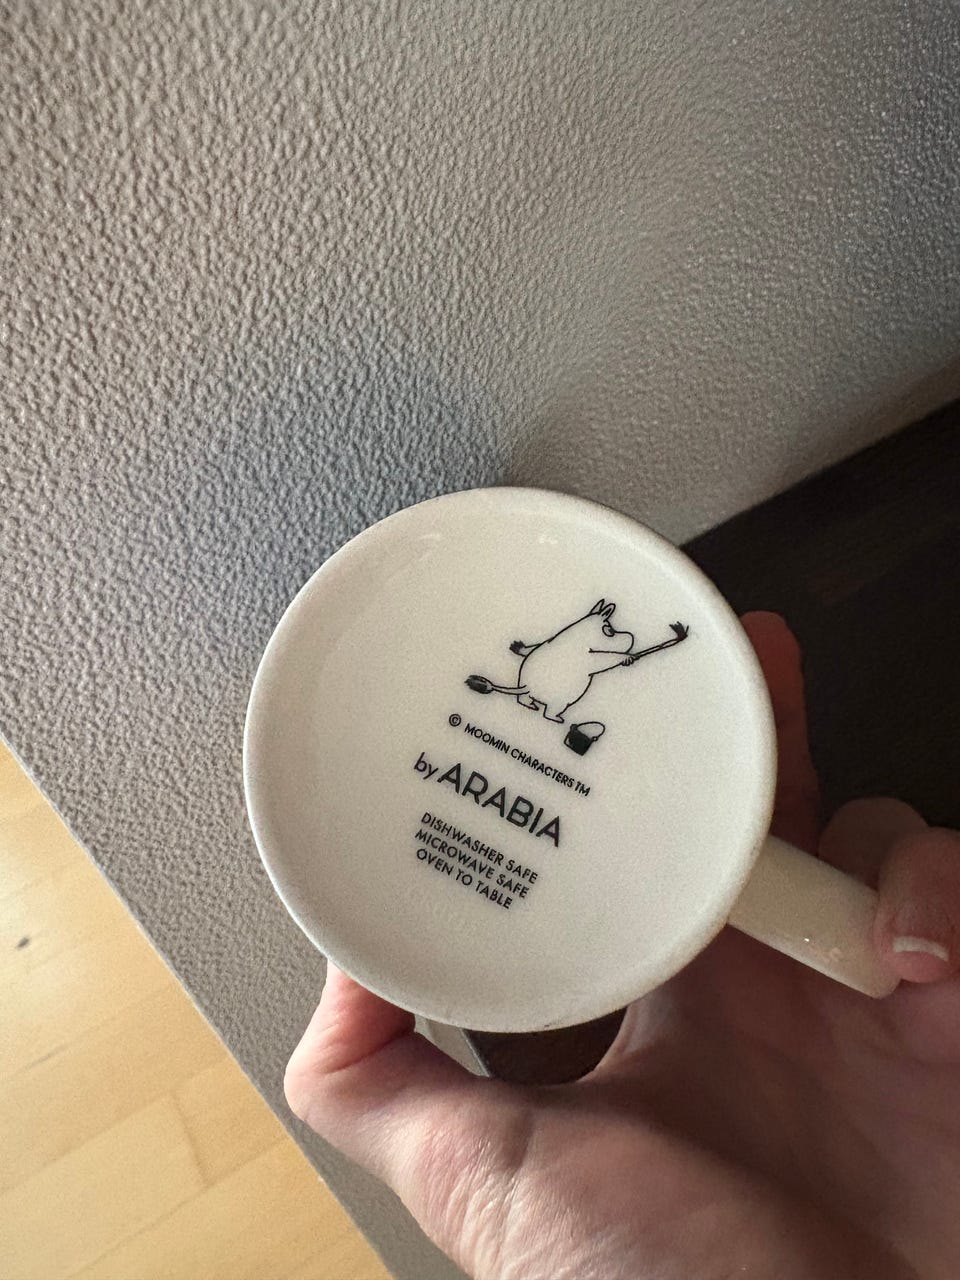 © MOOMIN CHARACTERS™
by ARABIA
DISHWASHER SAFE
MICROWAVE SAFE
OVEN TO TABLE